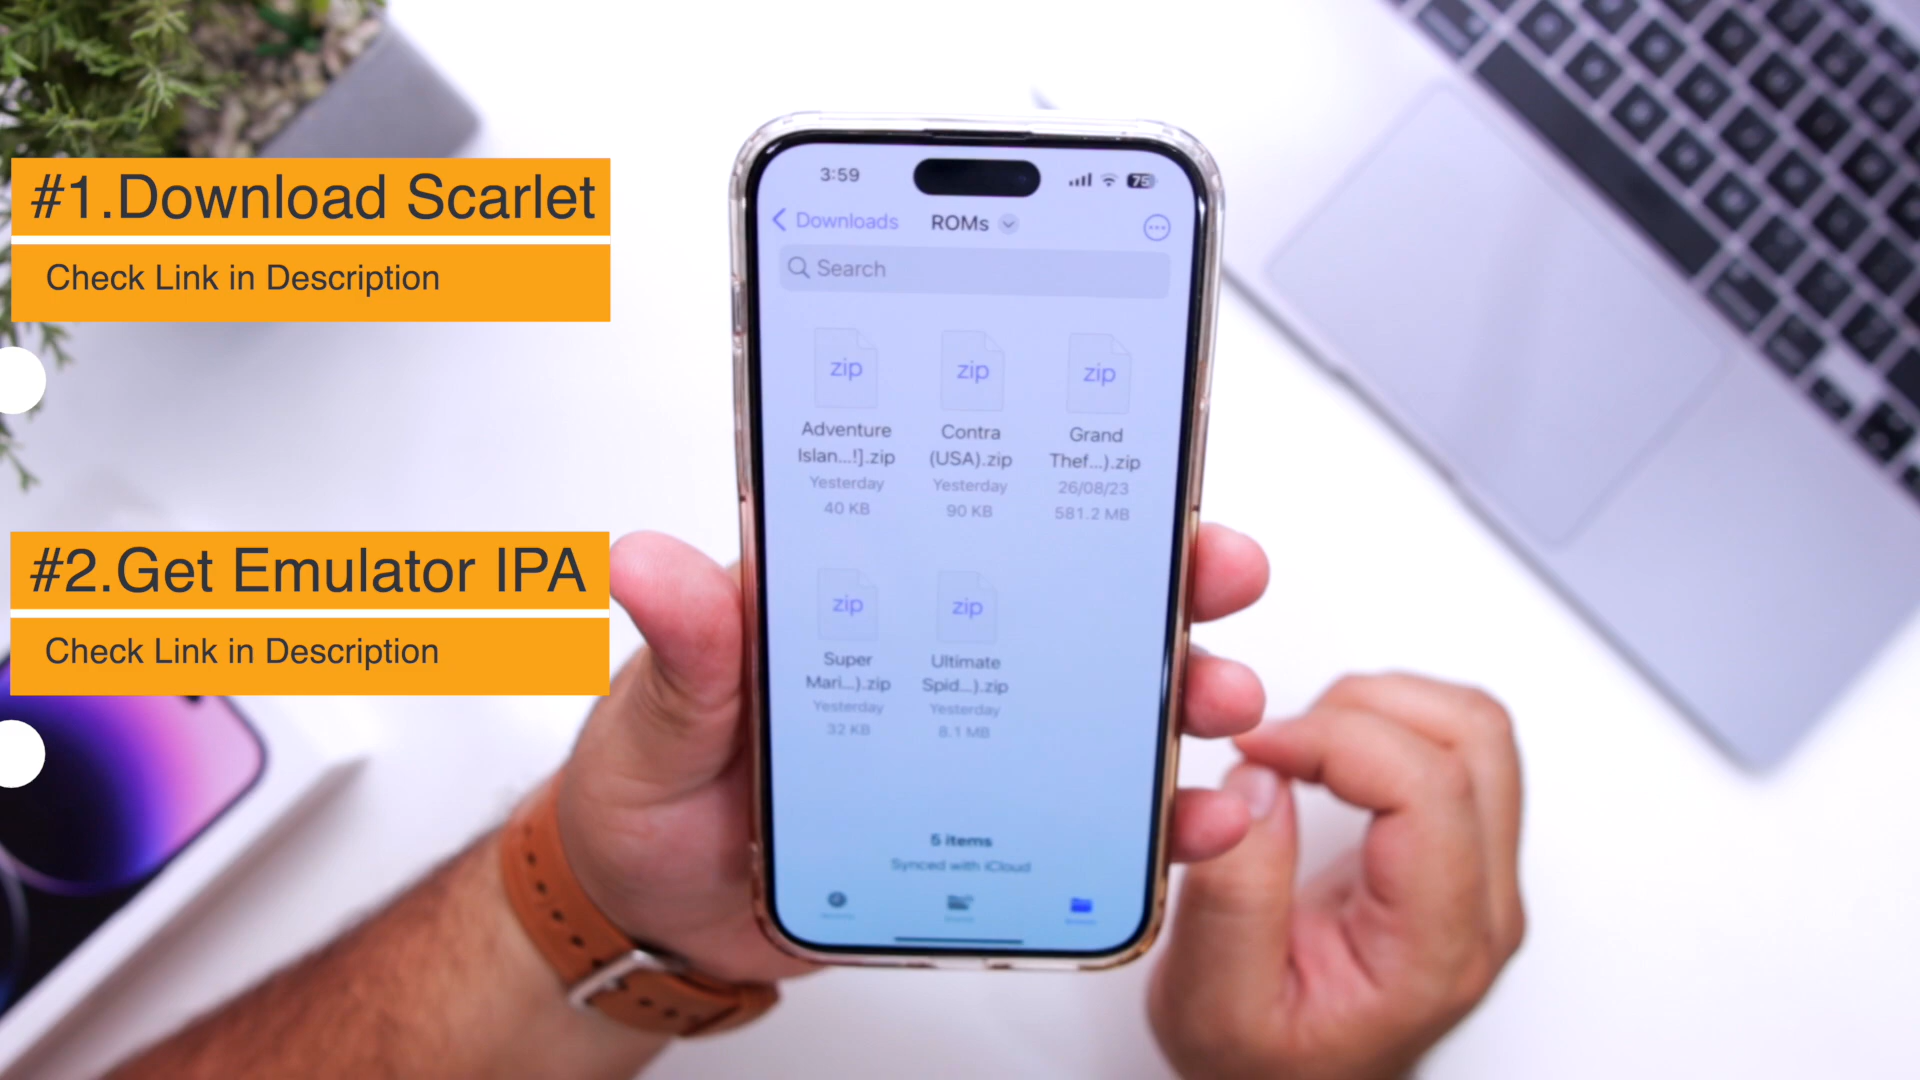 #1.Download Scarlet
Check Link in Description
#2.Get Emulator IPA
Check Link in Description
3:59
75
Downloads
ROMs
Search
zip
zip
zip
Adventure
Islan...!].zip
Yesterday
40 KB
Contra
(USA).zip
Yesterday
90 KB
Grand
Thef...).zip
26/08/23
581.2 MB
zip
zip
Super
Mari...).zip
Yesterday
32 KB
Ultimate
Spid...).zip
Yesterday
8.1 MB
5 items
Synced with iCloud